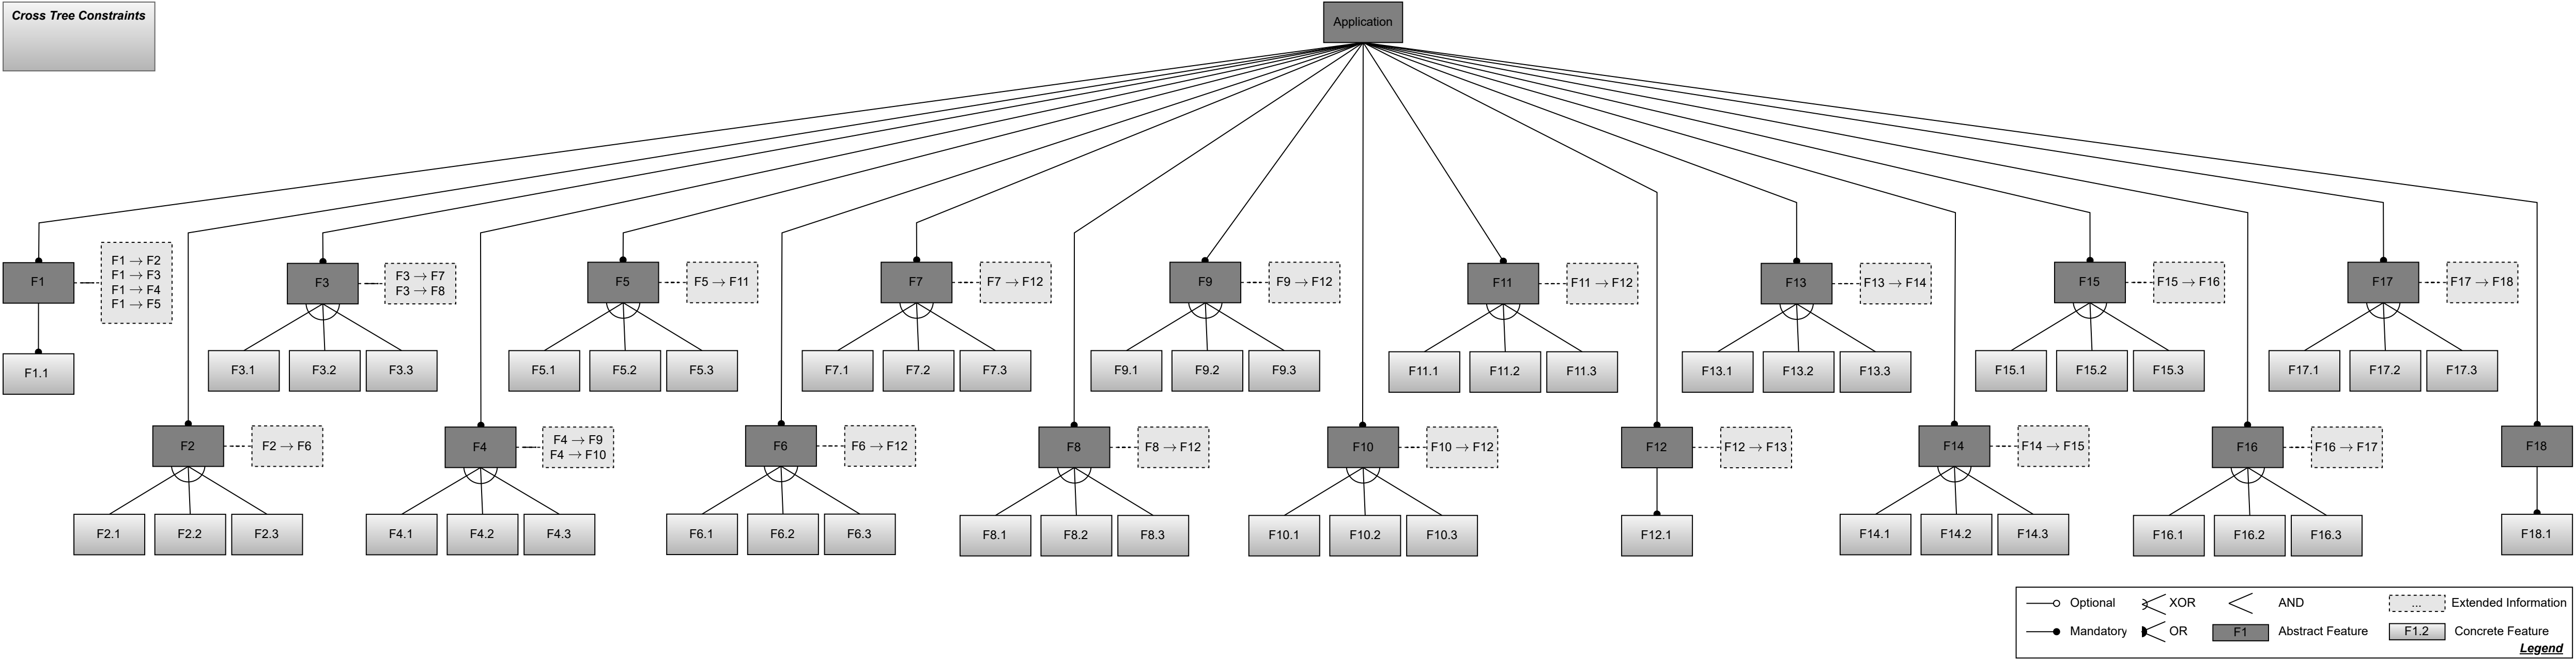 Cross Tree Constraints
Application
F1
F1 → F2
F1 → F3
F1 → F4
F1 → F5
F3
F3 → F7
F3 → F8
F5
F5 → F11
F7
F7 → F12
F9
F9 → F12
F11
F11 → F12
F13
F13 → F14
F15
F15 → F16
F17
F17 → F18
F1.1
F3.1
F3.2
F3.3
F5.1
F5.2
F5.3
F7.1
F7.2
F7.3
F9.1
F9.2
F9.3
F11.1
F11.2
F11.3
F13.1
F13.2
F13.3
F15.1
F15.2
F15.3
F17.1
F17.2
F17.3
F2
F2 → F6
F4
F4 → F9
F4 → F10
F6
F6 → F12
F8
F8 → F12
F10
F10 → F12
F12
F12 → F13
F14
F14 → F15
F16
F16 → F17
F18
F2.1
F2.2
F2.3
F4.1
F4.2
F4.3
F6.1
F6.2
F6.3
F8.1
F8.2
F8.3
F10.1
F10.2
F10.3
F12.1
F14.1
F14.2
F14.3
F16.1
F16.2
F16.3
F18.1
Optional
XOR
AND
...
Extended Information
Mandatory
OR
F1
Abstract Feature
F1.2
Concrete Feature
Legend